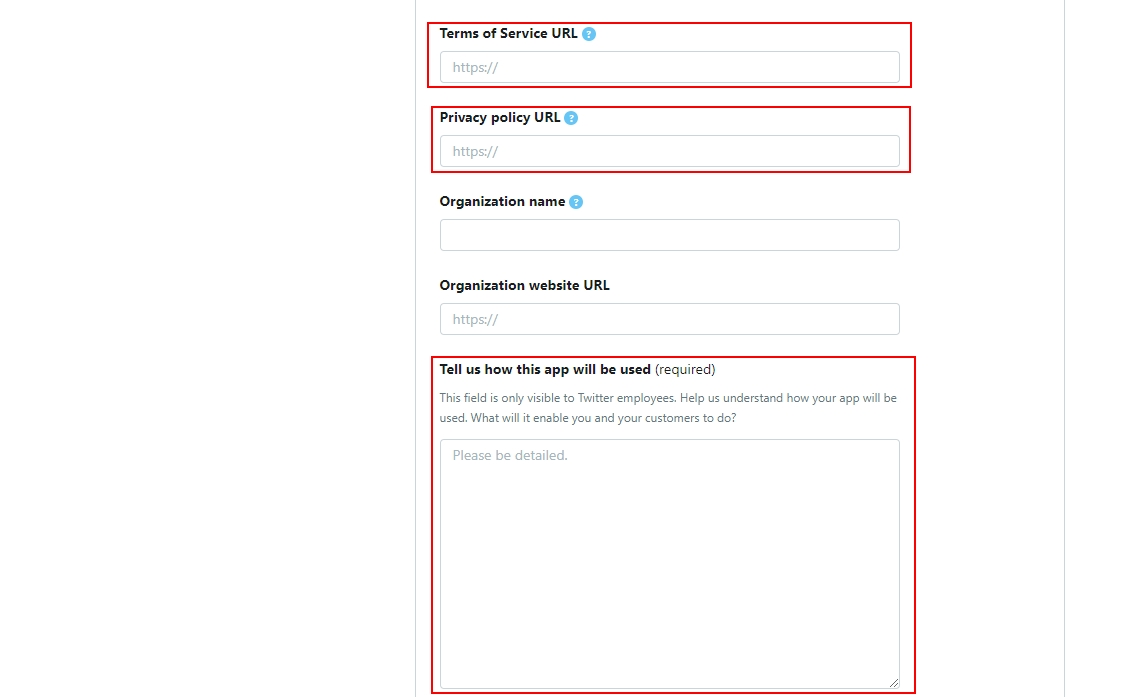 Terms of Service URL ?
https://
Privacy policy URL ?
https://
Organization name ?
Organization website URL
https://
Tell us how this app will be used (required)
This field is only visible to Twitter employees. Help us understand how your app will be
used. What will it enable you and your customers to do?
Please be detailed.